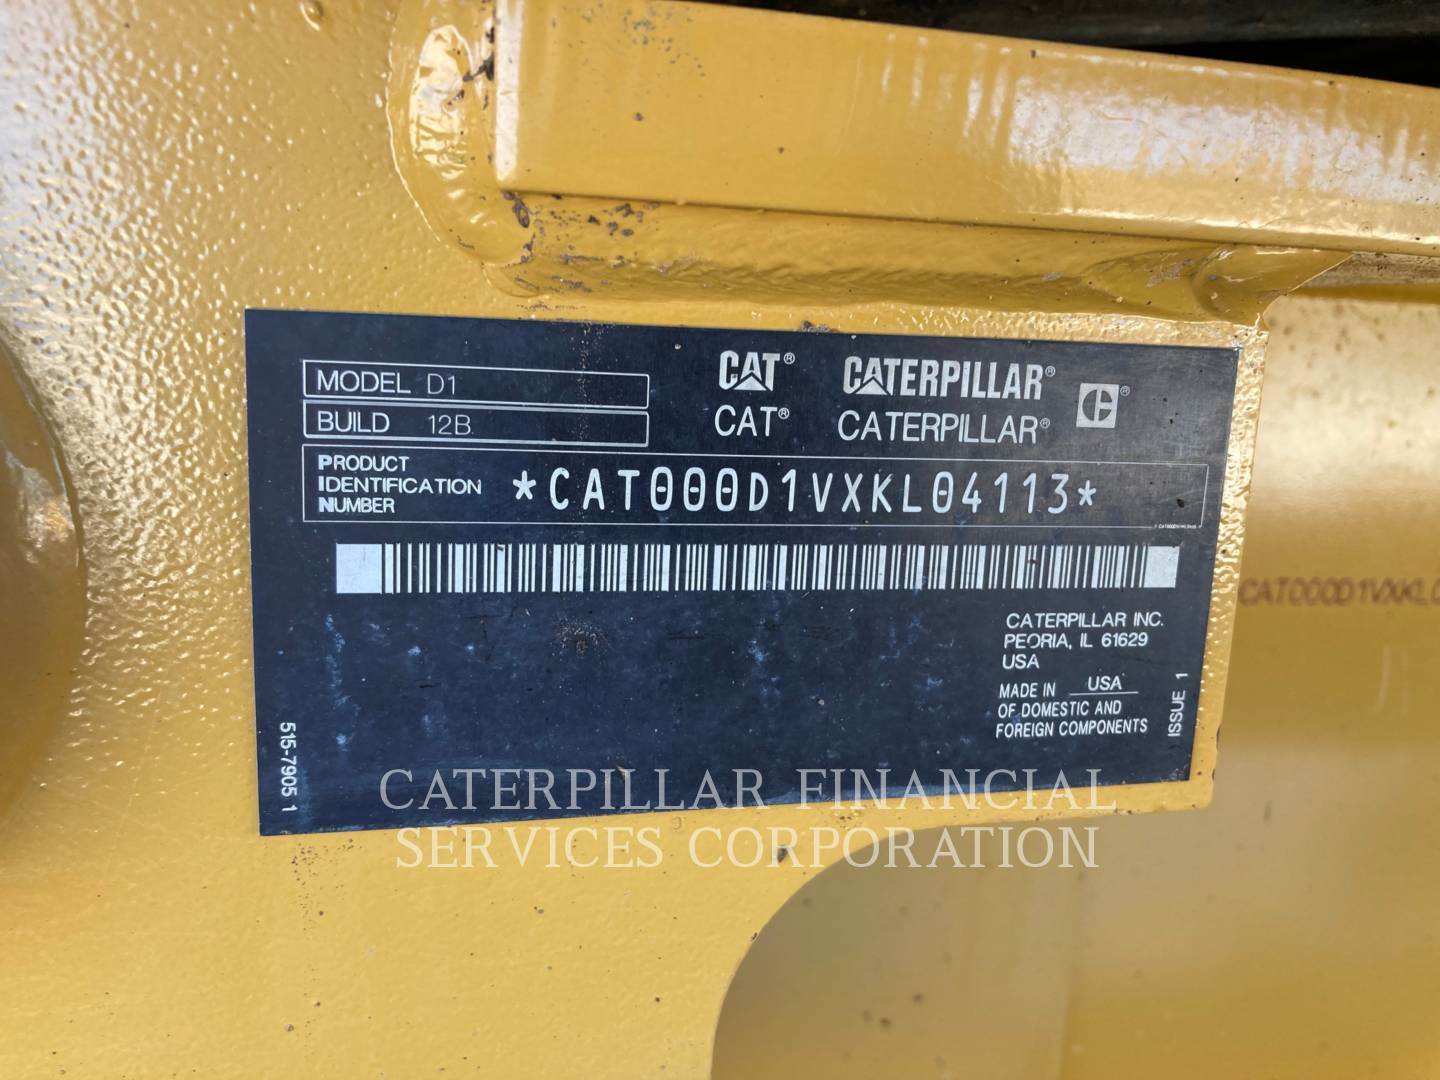 MODEL D1
BUILD 12B
CAT® CATERPILLAR®
CAT® CATERPILLAR®
PRODUCT
IDENTIFICATION
NUMBER
*CAT000D1VXKL04113*
CATERPILLAR INC.
PEORIA, IL 61629
USA
MADE IN USA
OF DOMESTIC AND
FOREIGN COMPONENTS
ISSUE 1
515-7905 1
CAT000D1VXKL0
CATERPILLAR FINANCIAL
SERVICES CORPORATION